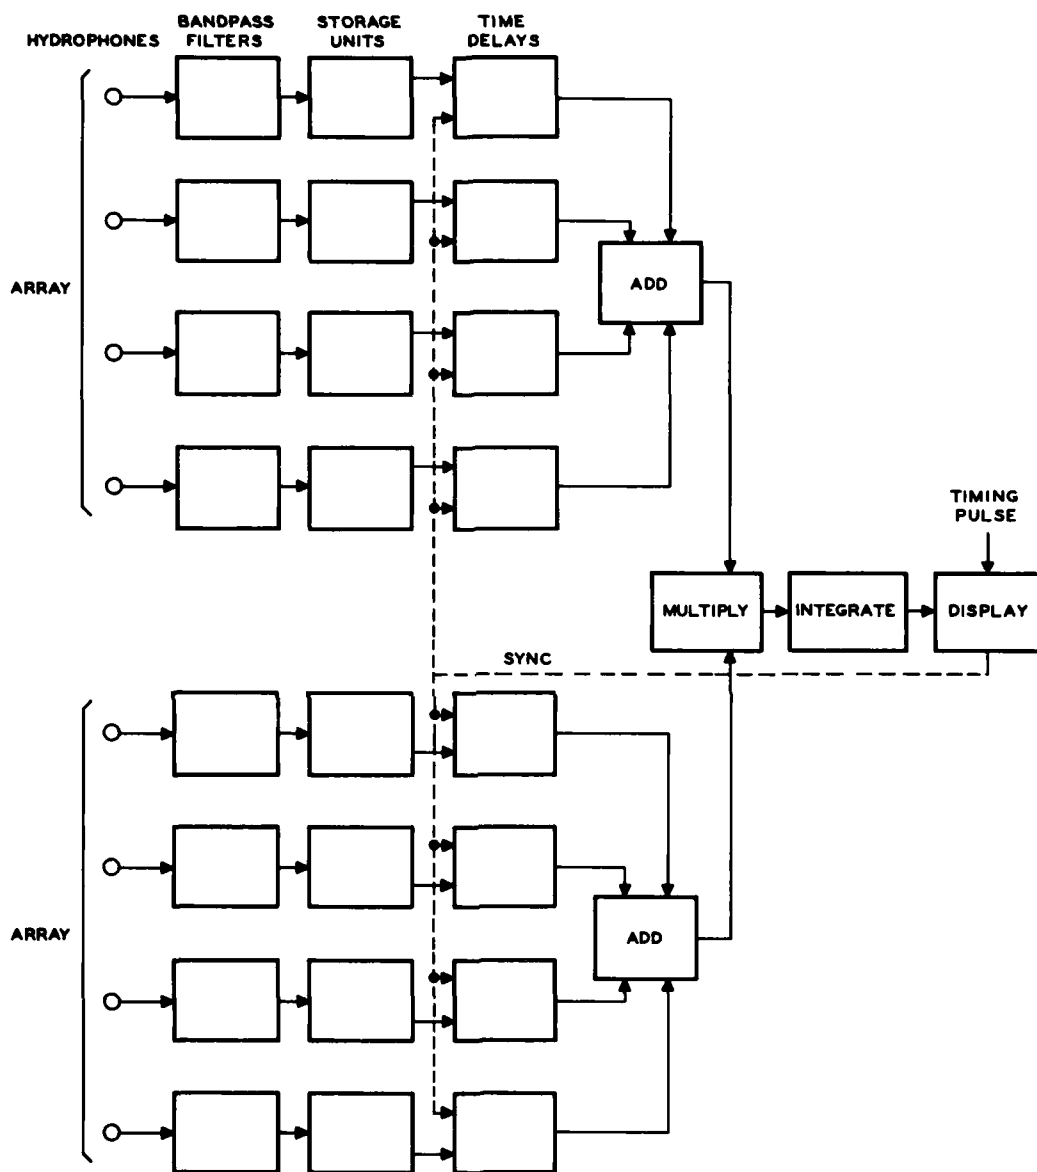 HYDROPHONES
BANDPASS
FILTERS
STORAGE
UNITS
TIME
DELAYS
ARRAY
ADD
TIMING
PULSE
MULTIPLY
INTEGRATE
DISPLAY
SYNC
ARRAY
ADD